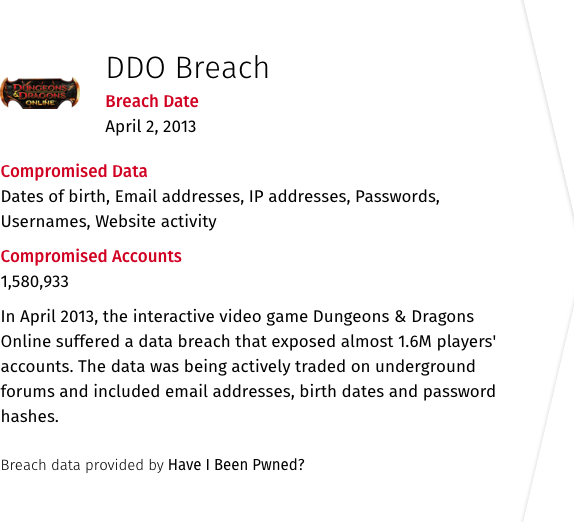 DUNGEONS
& DRAGONS
ONLINE
DDO Breach
Breach Date
April 2, 2013
Compromised Data
Dates of birth, Email addresses, IP addresses, Passwords,
Usernames, Website activity
Compromised Accounts
1,580,933
In April 2013, the interactive video game Dungeons & Dragons
Online suffered a data breach that exposed almost 1.6M players'
accounts. The data was being actively traded on underground
forums and included email addresses, birth dates and password
hashes.
Breach data provided by Have I Been Pwned?